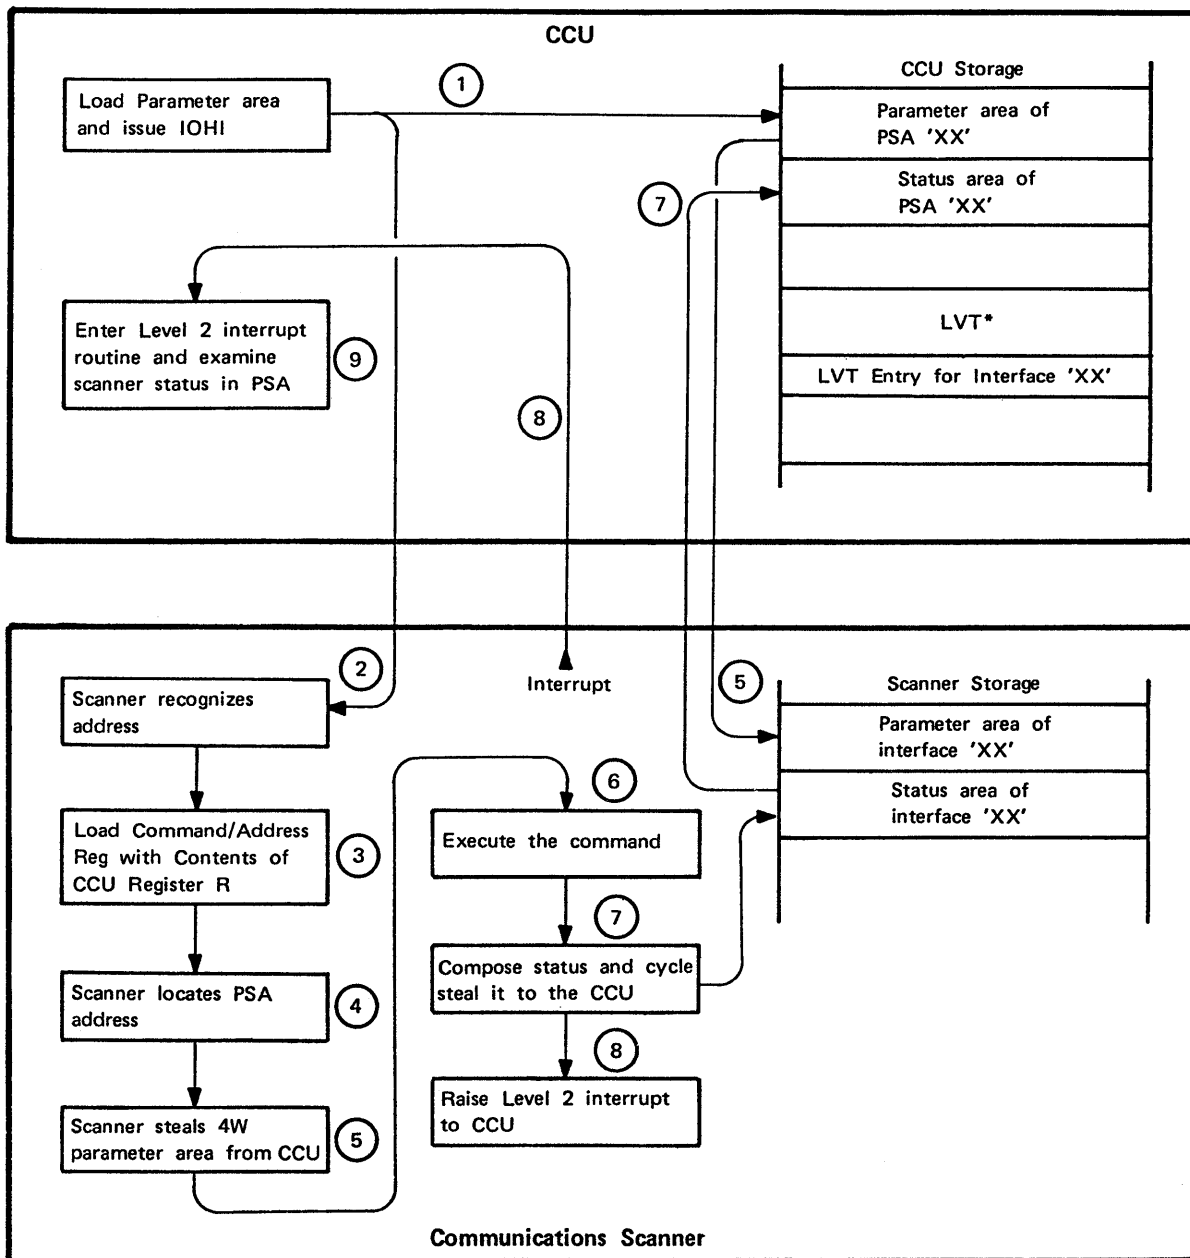 CCU
Load Parameter area
and issue IOHI
1
CCU Storage
Parameter area of
PSA 'XX'
Status area of
PSA 'XX'
7
LVT*
LVT Entry for Interface 'XX'
Enter Level 2 interrupt
routine and examine
scanner status in PSA
9
8
2
Scanner recognizes
address
Interrupt
5
Scanner Storage
Parameter area of
interface 'XX'
Status area of
interface 'XX'
Load Command/Address
Reg with Contents of
CCU Register R
3
6
Execute the command
7
Compose status and cycle
steal it to the CCU
Scanner locates PSA
address
4
8
Raise Level 2 interrupt
to CCU
Scanner steals 4W
parameter area from CCU
5
Communications Scanner